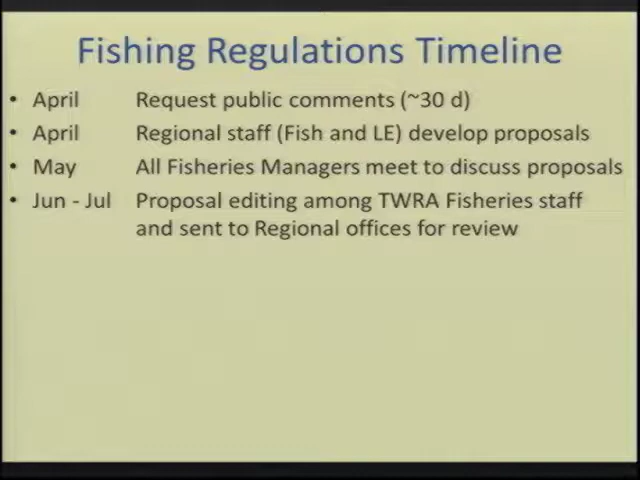 Fishing Regulations Timeline
• April Request public comments (~30 d)
• April Regional staff (Fish and LE) develop proposals
• May All Fisheries Managers meet to discuss proposals
• Jun - Jul Proposal editing among TWRA Fisheries staff
and sent to Regional offices for review